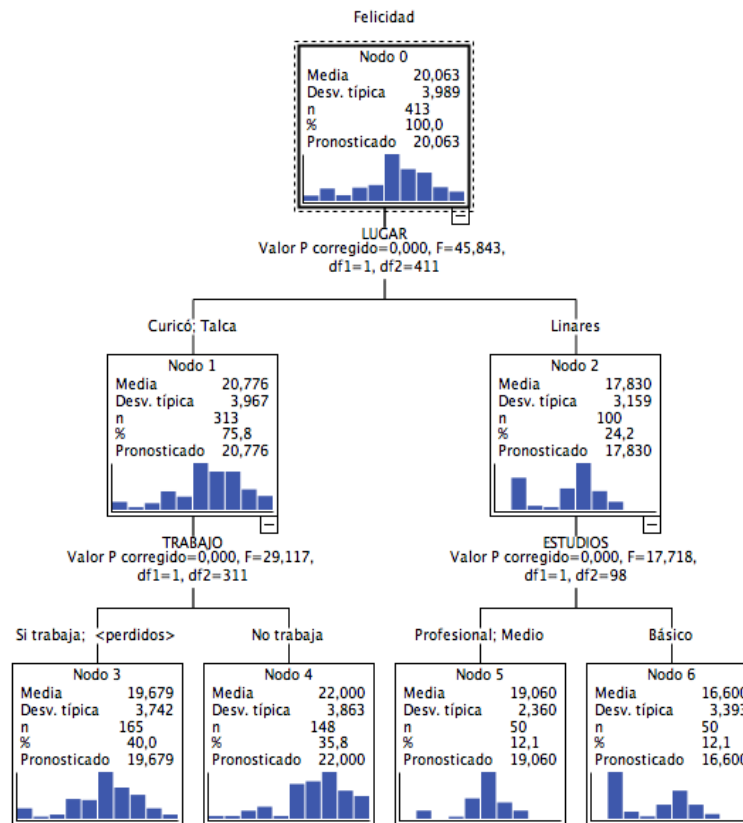 Felicidad
Nodo 0
Media 20,063
Desv. típica 3,989
n 413
% 100,0
Pronosticado 20,063
LUGAR
Valor P corregido=0,000, F=45,843,
df1=1, df2=411
Curicó; Talca
Linares
Nodo 1
Media 20,776
Desv. típica 3,967
n 313
% 75,8
Pronosticado 20,776
Nodo 2
Media 17,830
Desv. típica 3,159
n 100
% 24,2
Pronosticado 17,830
TRABAJO
Valor P corregido=0,000, F=29,117,
df1=1, df2=311
ESTUDIOS
Valor P corregido=0,000, F=17,718,
df1=1, df2=98
Si trabaja; <perdidos>
No trabaja
Profesional; Medio
Básico
Nodo 3
Media 19,679
Desv. típica 3,742
n 165
% 40,0
Pronosticado 19,679
Nodo 4
Media 22,000
Desv. típica 3,863
n 148
% 35,8
Pronosticado 22,000
Nodo 5
Media 19,060
Desv. típica 2,360
n 50
% 12,1
Pronosticado 19,060
Nodo 6
Media 16,600
Desv. típica 3,393
n 50
% 12,1
Pronosticado 16,600